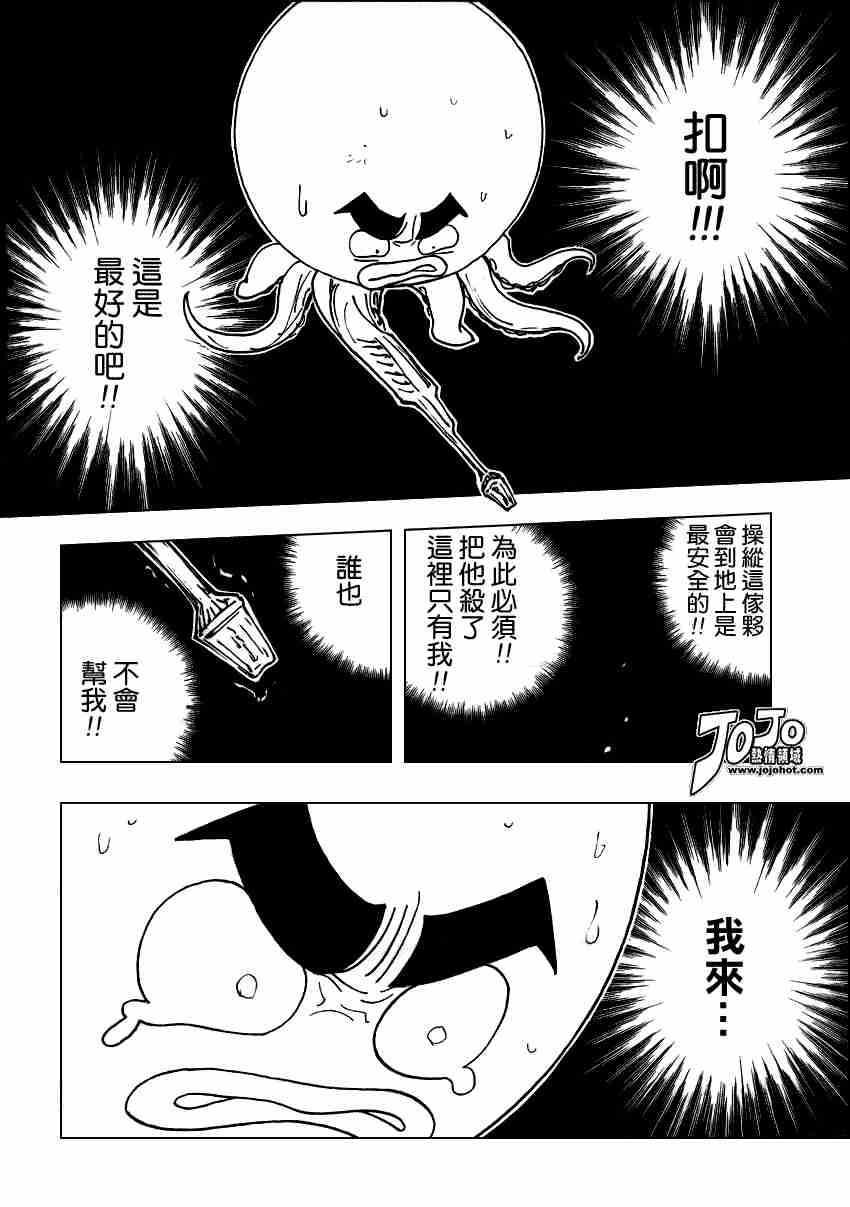 扣啊!!!
這是
最好的吧!!
操縱這傢夥
會到地上是
最安全的!!
為此必須!!
把他殺了
這裡只有我!!
誰也
不會
幫我!!
JOJO
熱情領域
www.jojohot.com
我來⋯